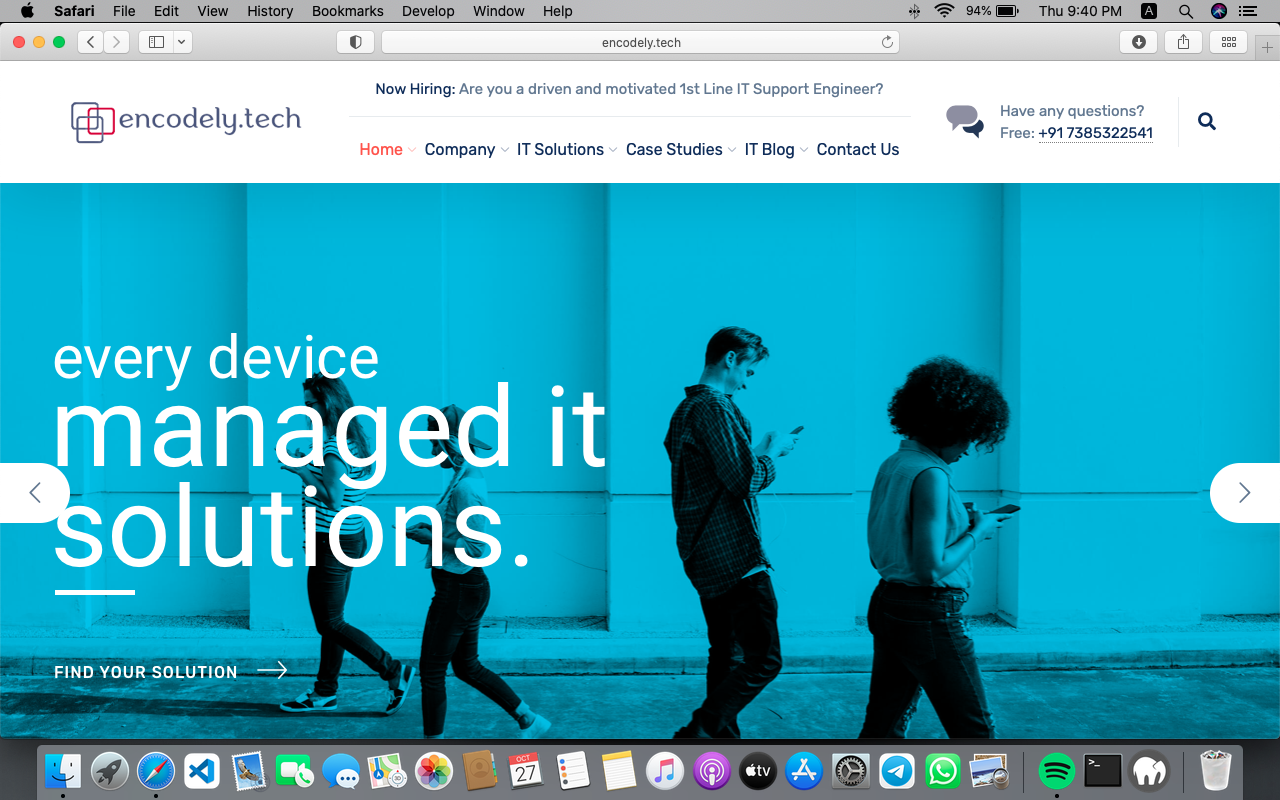 Safari File Edit View History Bookmarks Develop Window Help 94% Thu 9:40 PM A
encodely.tech
Now Hiring: Are you a driven and motivated 1st Line IT Support Engineer?
encodely.tech
Have any questions?
Free: +91 7385322541
Home Company IT Solutions Case Studies IT Blog Contact Us
every device
managed it
solutions.
FIND YOUR SOLUTION
OCT
27
tv